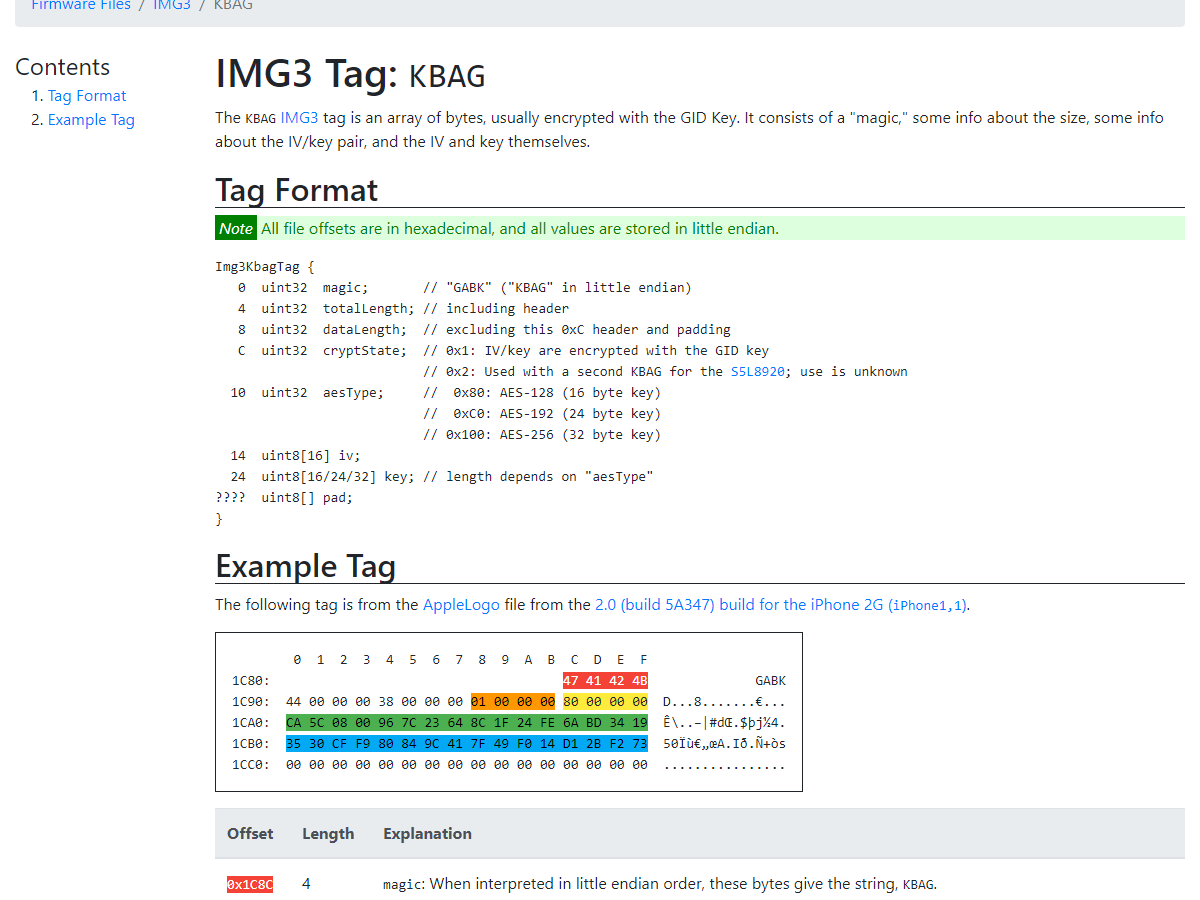 Firmware Files / IMG3 / KBAG
Contents
1. Tag Format
2. Example Tag
IMG3 Tag: KBAG
The KBAG IMG3 tag is an array of bytes, usually encrypted with the GID Key. It consists of a "magic," some info about the size, some info
about the IV/key pair, and the IV and key themselves.
Tag Format
Note All file offsets are in hexadecimal, and all values are stored in little endian.
Img3KbagTag {
0 uint32 magic; // "GABK" ("KBAG" in little endian)
4 uint32 totalLength; // including header
8 uint32 dataLength; // excluding this 0xC header and padding
C uint32 cryptState; // 0x1: IV/key are encrypted with the GID key
// 0x2: Used with a second KBAG for the S5L8920; use is unknown
10 uint32 aesType; // 0x80: AES-128 (16 byte key)
// 0xC0: AES-192 (24 byte key)
// 0x100: AES-256 (32 byte key)
14 uint8[16] iv;
24 uint8[16/24/32] key; // length depends on "aesType"
???? uint8[] pad;
}
Example Tag
The following tag is from the AppleLogo file from the 2.0 (build 5A347) build for the iPhone 2G (iPhone1,1).
0 1 2 3 4 5 6 7 8 9 A B C D E F
1C80: 47 41 42 4B GABK
1C90: 44 00 00 00 38 00 00 00 01 00 00 00 80 00 00 00 D...8.......€...
1CA0: CA 5C 08 00 96 7C 23 64 8C 1F 24 FE 6A BD 34 19 Ê\..–|#dŒ.$þj½4.
1CB0: 35 30 CF F9 80 84 9C 41 7F 49 F0 14 D1 2B F2 73 50Ïù€„œA.Ið.Ñ+òs
1CC0: 00 00 00 00 00 00 00 00 00 00 00 00 00 00 00 00 ................
Offset Length Explanation
0x1C8C 4 magic: When interpreted in little endian order, these bytes give the string, KBAG.